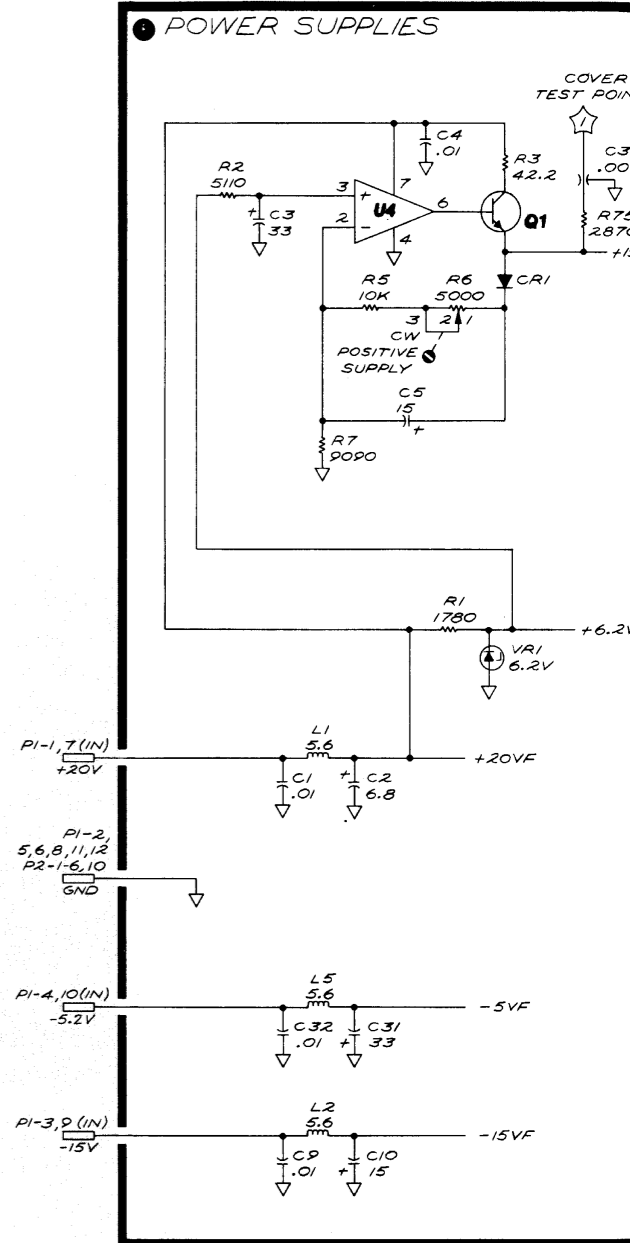 POWER SUPPLIES
COVER
TEST POIN
1
C4
.01
R3
42.2
C3
.00
R2
5110
3
+
7
U4
6
Q1
C3
33
+
2
-
4
R75
2870
R5
10K
R6
5000
CR1
3
2
1
CW
POSITIVE
SUPPLY
C5
15
+
R7
9090
R1
1780
+6.2V
VR1
6.2V
P1-1,7(IN)
+20V
L1
5.6
+20VF
C1
.01
+
C2
6.8
P1-2,
5,6,8,11,12
P2-1-6,10
GND
P1-4,10(IN)
-5.2V
L5
5.6
-5VF
C32
.01
+
C31
33
P1-3,9(IN)
-15V
L2
5.6
-15VF
C9
.01
+
C10
15